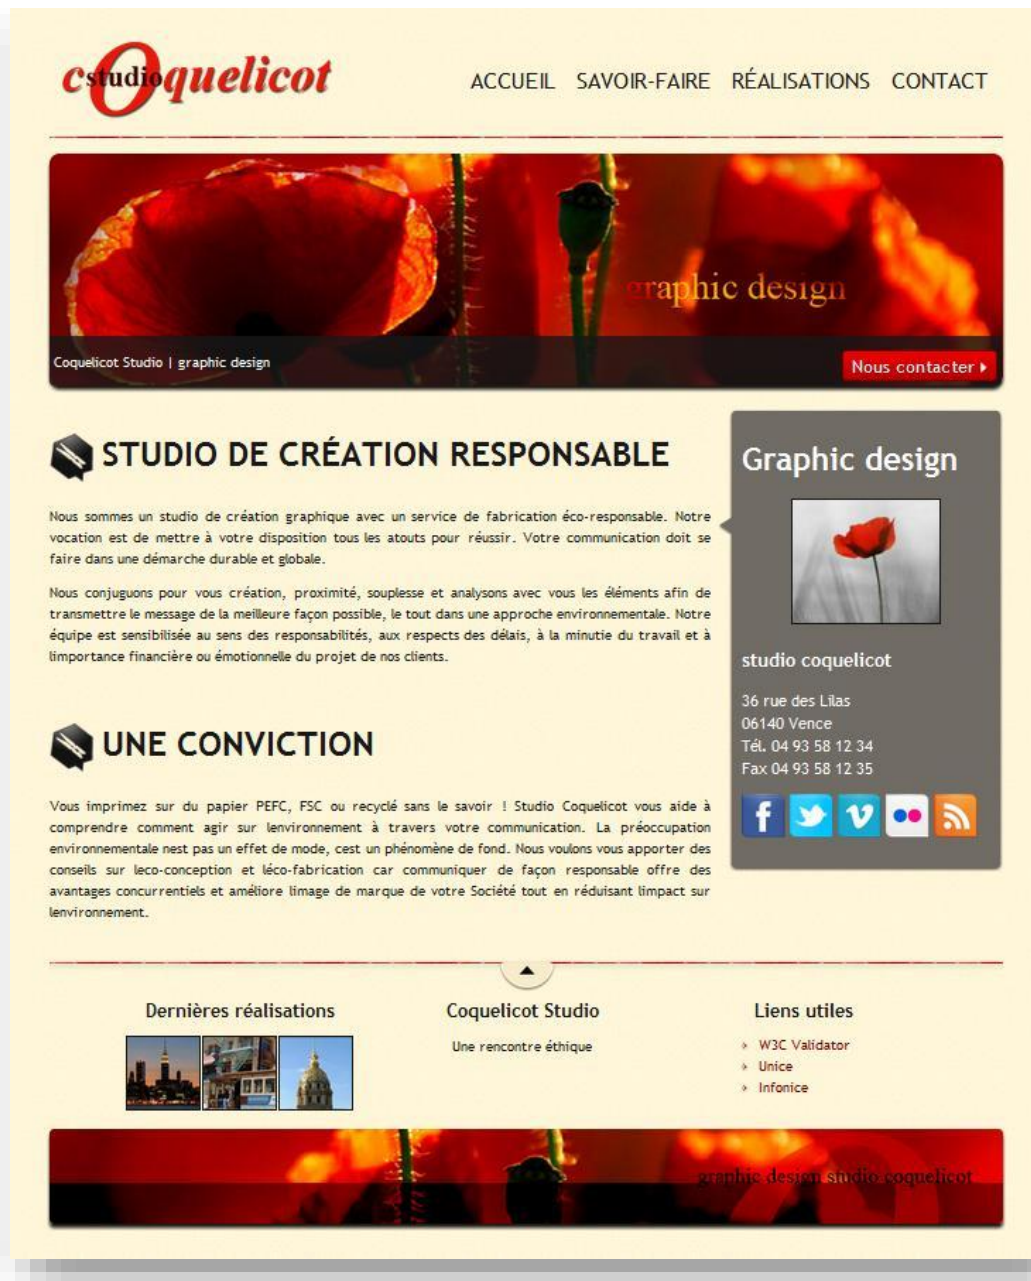 cstudiOquelicot
ACCUEIL SAVOIR-FAIRE RÉALISATIONS CONTACT
graphic design
Coquelicot Studio | graphic design
Nous contacter
STUDIO DE CRÉATION RESPONSABLE
Nous sommes un studio de création graphique avec un service de fabrication éco-responsable. Notre
vocation est de mettre à votre disposition tous les atouts pour réussir. Votre communication doit se
faire dans une démarche durable et globale.
Nous conjuguons pour vous création, proximité, souplesse et analysons avec vous les éléments afin de
transmettre le message de la meilleure façon possible, le tout dans une approche environnementale. Notre
équipe est sensibilisée au sens des responsabilités, aux respects des délais, à la minutie du travail et à
limportance financière ou émotionnelle du projet de nos clients.
UNE CONVICTION
Vous imprimez sur du papier PEFC, FSC ou recyclé sans le savoir ! Studio Coquelicot vous aide à
comprendre comment agir sur lenvironnement à travers votre communication. La préoccupation
environnementale nest pas un effet de mode, cest un phénomène de fond. Nous voulons vous apporter des
conseils sur leco-conception et léco-fabrication car communiquer de façon responsable offre des
avantages concurrentiels et améliore limage de marque de votre Société tout en réduisant limpact sur
lenvironnement.
Graphic design
studio coquelicot
36 rue des Lilas
06140 Vence
Tél. 04 93 58 12 34
Fax 04 93 58 12 35
Dernières réalisations
Coquelicot Studio
Une rencontre éthique
Liens utiles
W3C Validator
Unice
Infonice
graphic design studio coquelicot